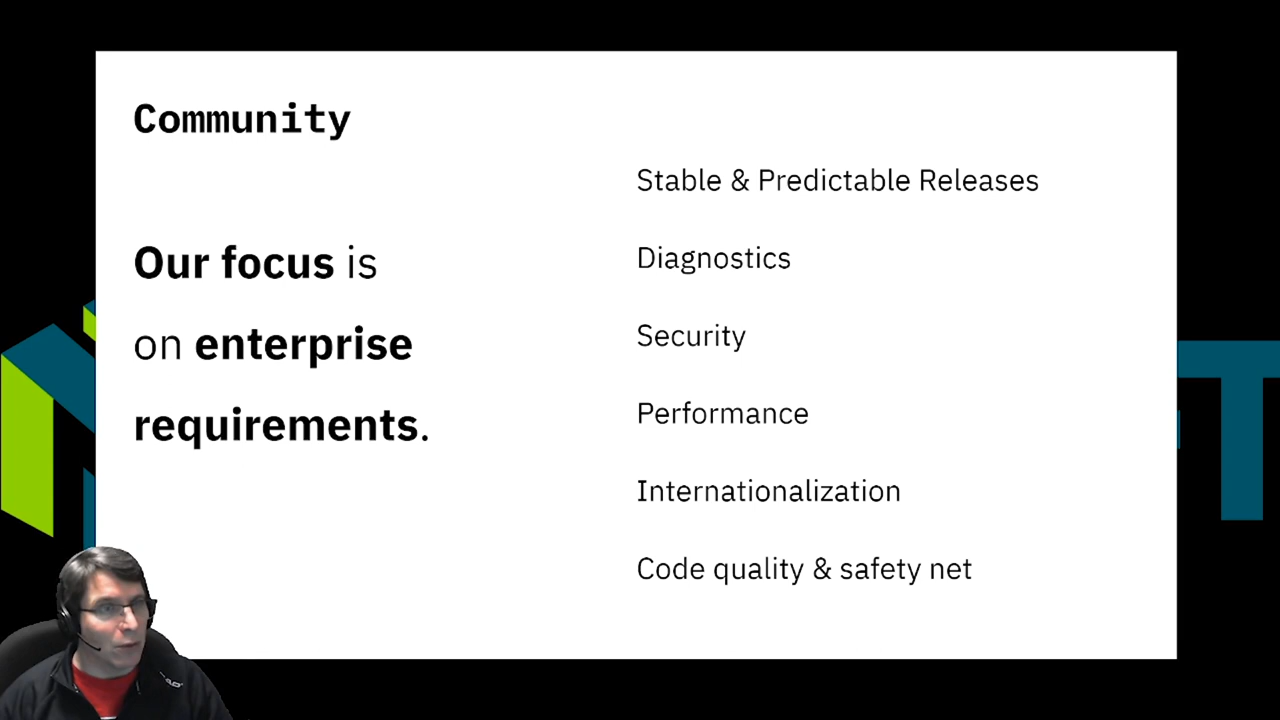 Community
Our focus is
on enterprise
requirements.
Stable & Predictable Releases
Diagnostics
Security
Performance
Internationalization
Code quality & safety net
T